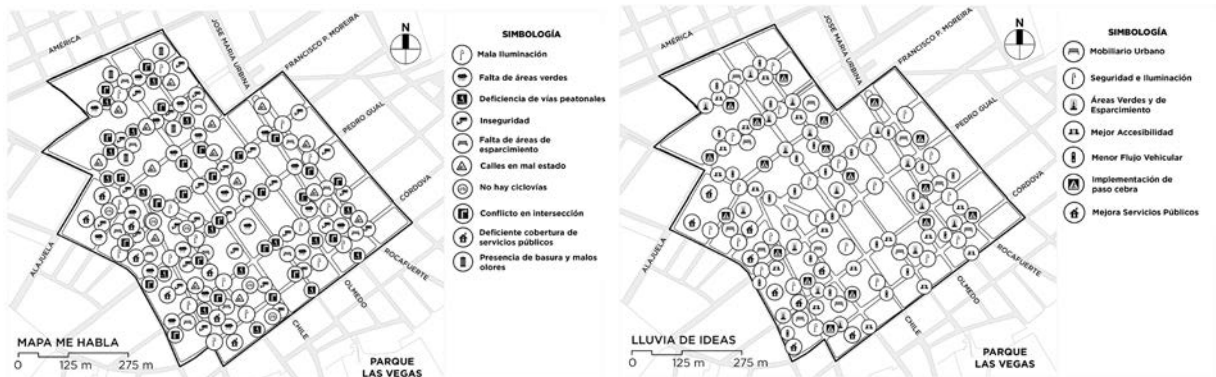 AMÉRICA
JOSE MARIA URBINA
FRANCISCO P. MOREIRA
PEDRO GUAL
CÓRDOVA
ROCAFUERTE
OLMEDO
CHILE
ALAJUELA
N
SIMBOLOGÍA
Mala Iluminación
Falta de áreas verdes
Deficiencia de vías peatonales
Inseguridad
Falta de áreas de
esparcimiento
Calles en mal estado
No hay ciclovías
Conflicto en intersección
Deficiente cobertura de
servicios públicos
Presencia de basura y malos
olores
MAPA ME HABLA
0 125 m 275 m
PARQUE
LAS VEGAS
AMÉRICA
JOSE MARIA URBINA
FRANCISCO P. MOREIRA
PEDRO GUAL
CÓRDOVA
ROCAFUERTE
OLMEDO
CHILE
ALAJUELA
N
SIMBOLOGÍA
Mobiliario Urbano
Seguridad e Iluminación
Áreas Verdes y de
Esparcimiento
Mejor Accesibilidad
Menor Flujo Vehicular
Implementación de
paso cebra
Mejora Servicios Públicos
LLUVIA DE IDEAS
0 125 m 275 m
PARQUE
LAS VEGAS